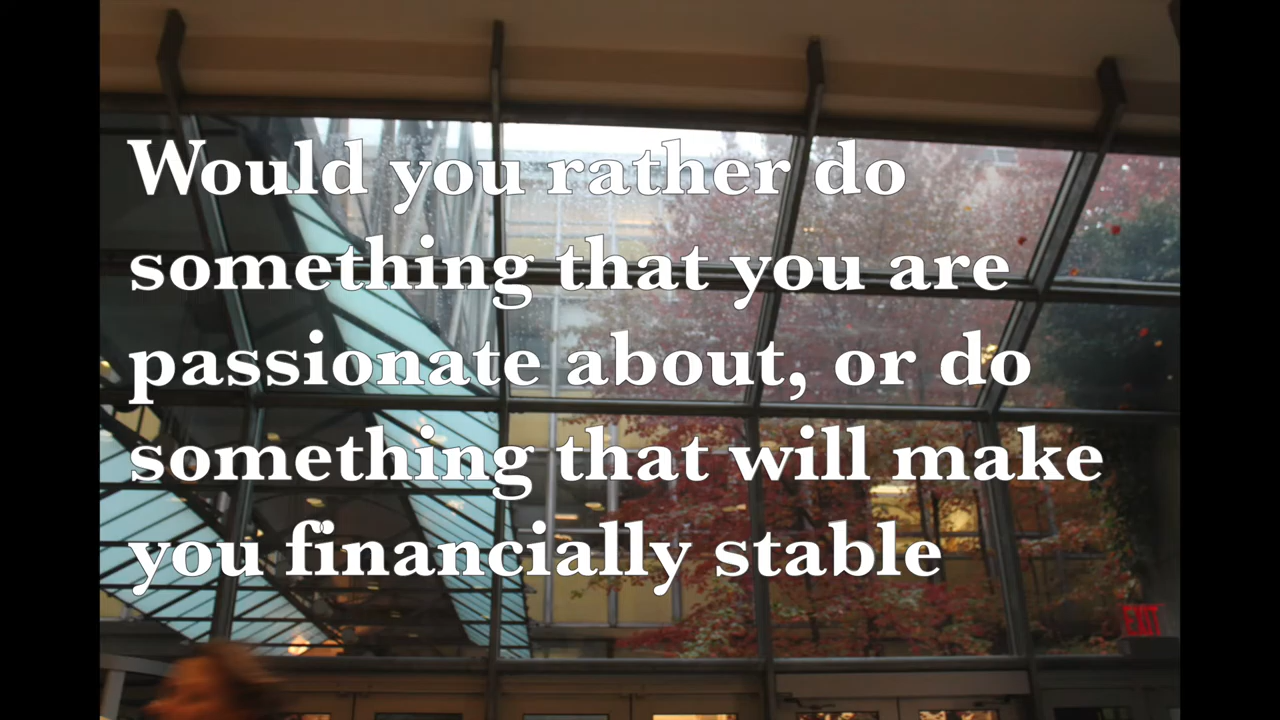 Would you rather do
something that you are
passionate about, or do
something that will make
you financially stable
EXIT